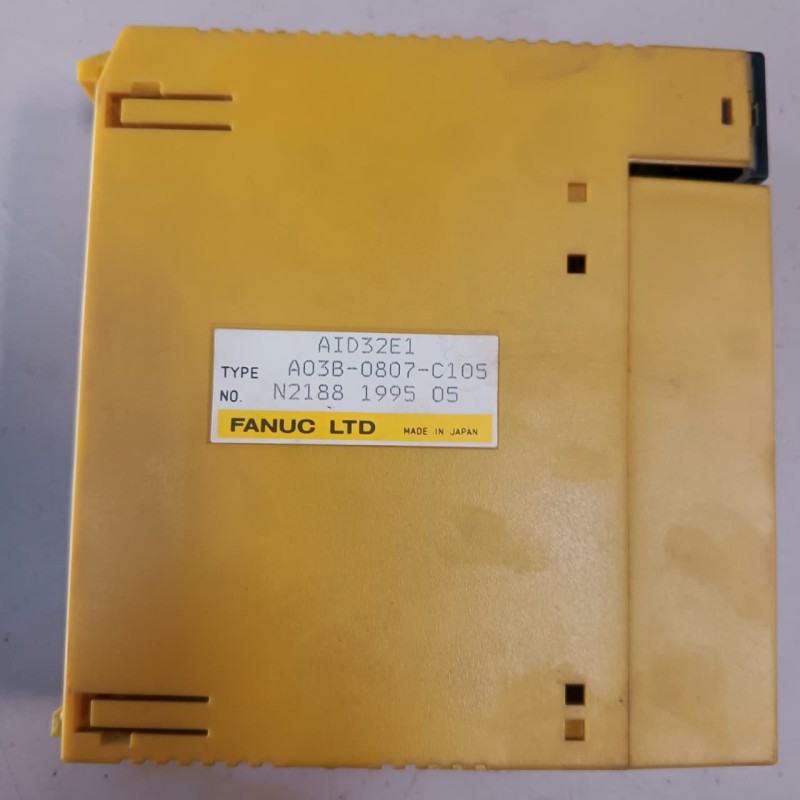 AID32E1
TYPE A03B-0807-C105
NO. N2188 1995 05
FANUC LTD MADE IN JAPAN